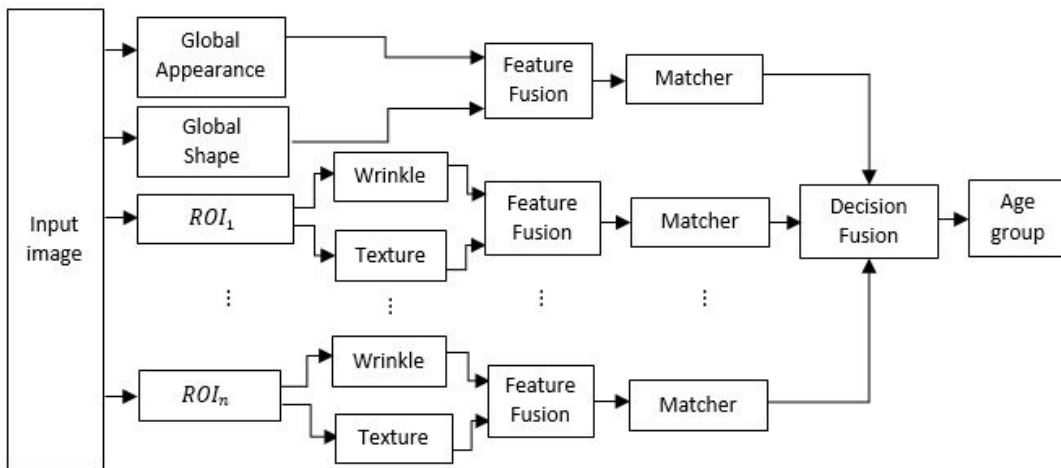 Input
image
Global
Appearance
Global
Shape
Feature
Fusion
Matcher
ROI₁
Wrinkle
Texture
Feature
Fusion
Matcher
Decision
Fusion
Age
group
⋮
⋮
⋮
⋮
ROIₙ
Wrinkle
Texture
Feature
Fusion
Matcher